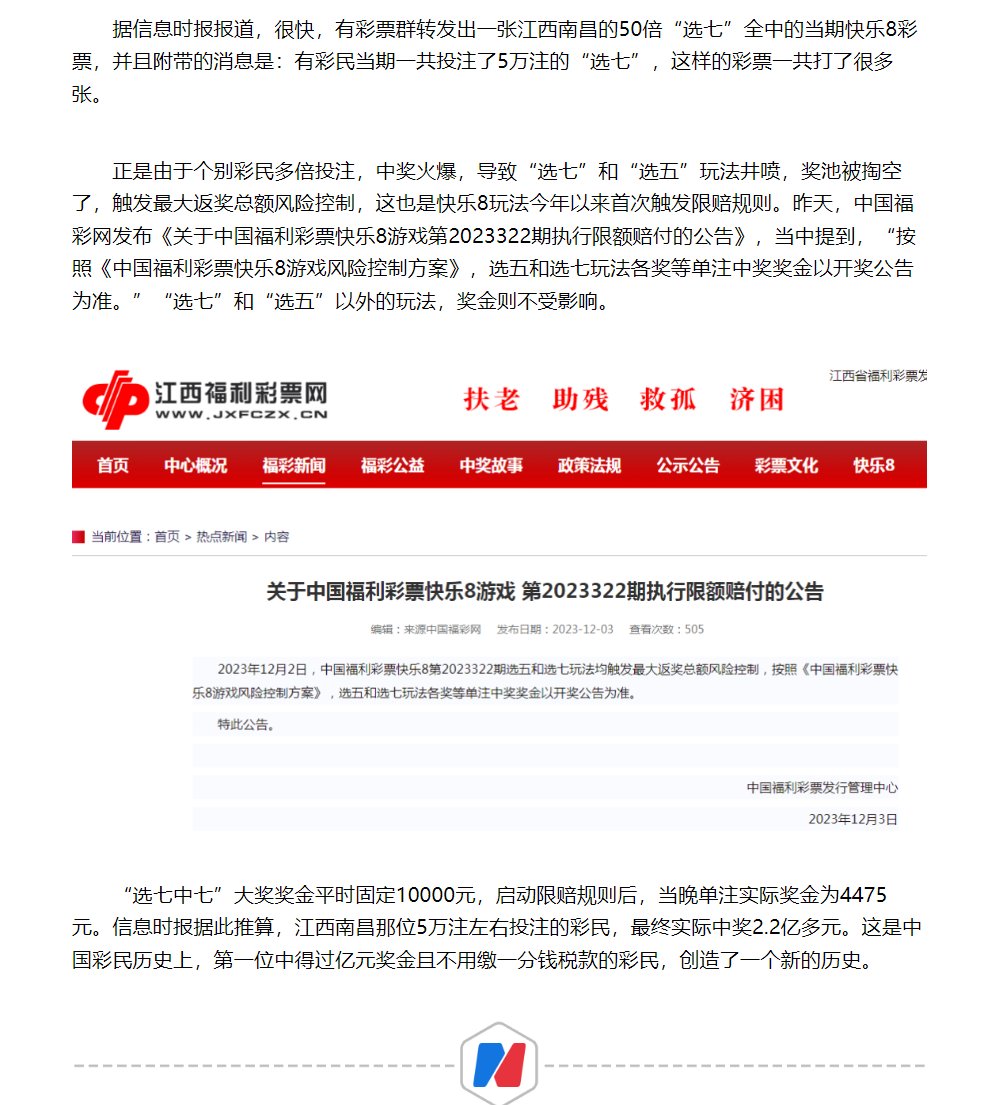 据信息时报报道，很快，有彩票群转发出一张江西南昌的50倍“选七”全中的当期快乐8彩
票，并且附带的消息是：有彩民当期一共投注了5万注的“选七”，这样的彩票一共打了很多
张。
正是由于个别彩民多倍投注，中奖火爆，导致“选七”和“选五”玩法井喷，奖池被掏空
了，触发最大返奖总额风险控制，这也是快乐8玩法今年以来首次触发限赔规则。昨天，中国福
彩网发布《关于中国福利彩票快乐8游戏第2023322期执行限额赔付的公告》，当中提到，“按
照《中国福利彩票快乐8游戏风险控制方案》，选五和选七玩法各奖等单注中奖奖金以开奖公告
为准。”“选七”和“选五”以外的玩法，奖金则不受影响。
江西省福利彩票发
江西福利彩票网
WWW.JXFCZX.CN
扶老 助残 救孤 济困
首页 中心概况 福彩新闻 福彩公益 中奖故事 政策法规 公示公告 彩票文化 快乐8
当前位置：首页 > 热点新闻 > 内容
关于中国福利彩票快乐8游戏 第2023322期执行限额赔付的公告
编辑：来源中国福彩网 发布日期：2023-12-03 查看次数：505
2023年12月2日，中国福利彩票快乐8第2023322期选五和选七玩法均触发最大返奖总额风险控制，按照《中国福利彩票快
乐8游戏风险控制方案》，选五和选七玩法各奖等单注中奖奖金以开奖公告为准。
特此公告。
中国福利彩票发行管理中心
2023年12月3日
“选七中七”大奖奖金平时固定10000元，启动限赔规则后，当晚单注实际奖金为4475
元。信息时报据此推算，江西南昌那位5万注左右投注的彩民，最终实际中奖2.2亿多元。这是中
国彩民历史上，第一位中得过亿元奖金且不用缴一分钱税款的彩民，创造了一个新的历史。